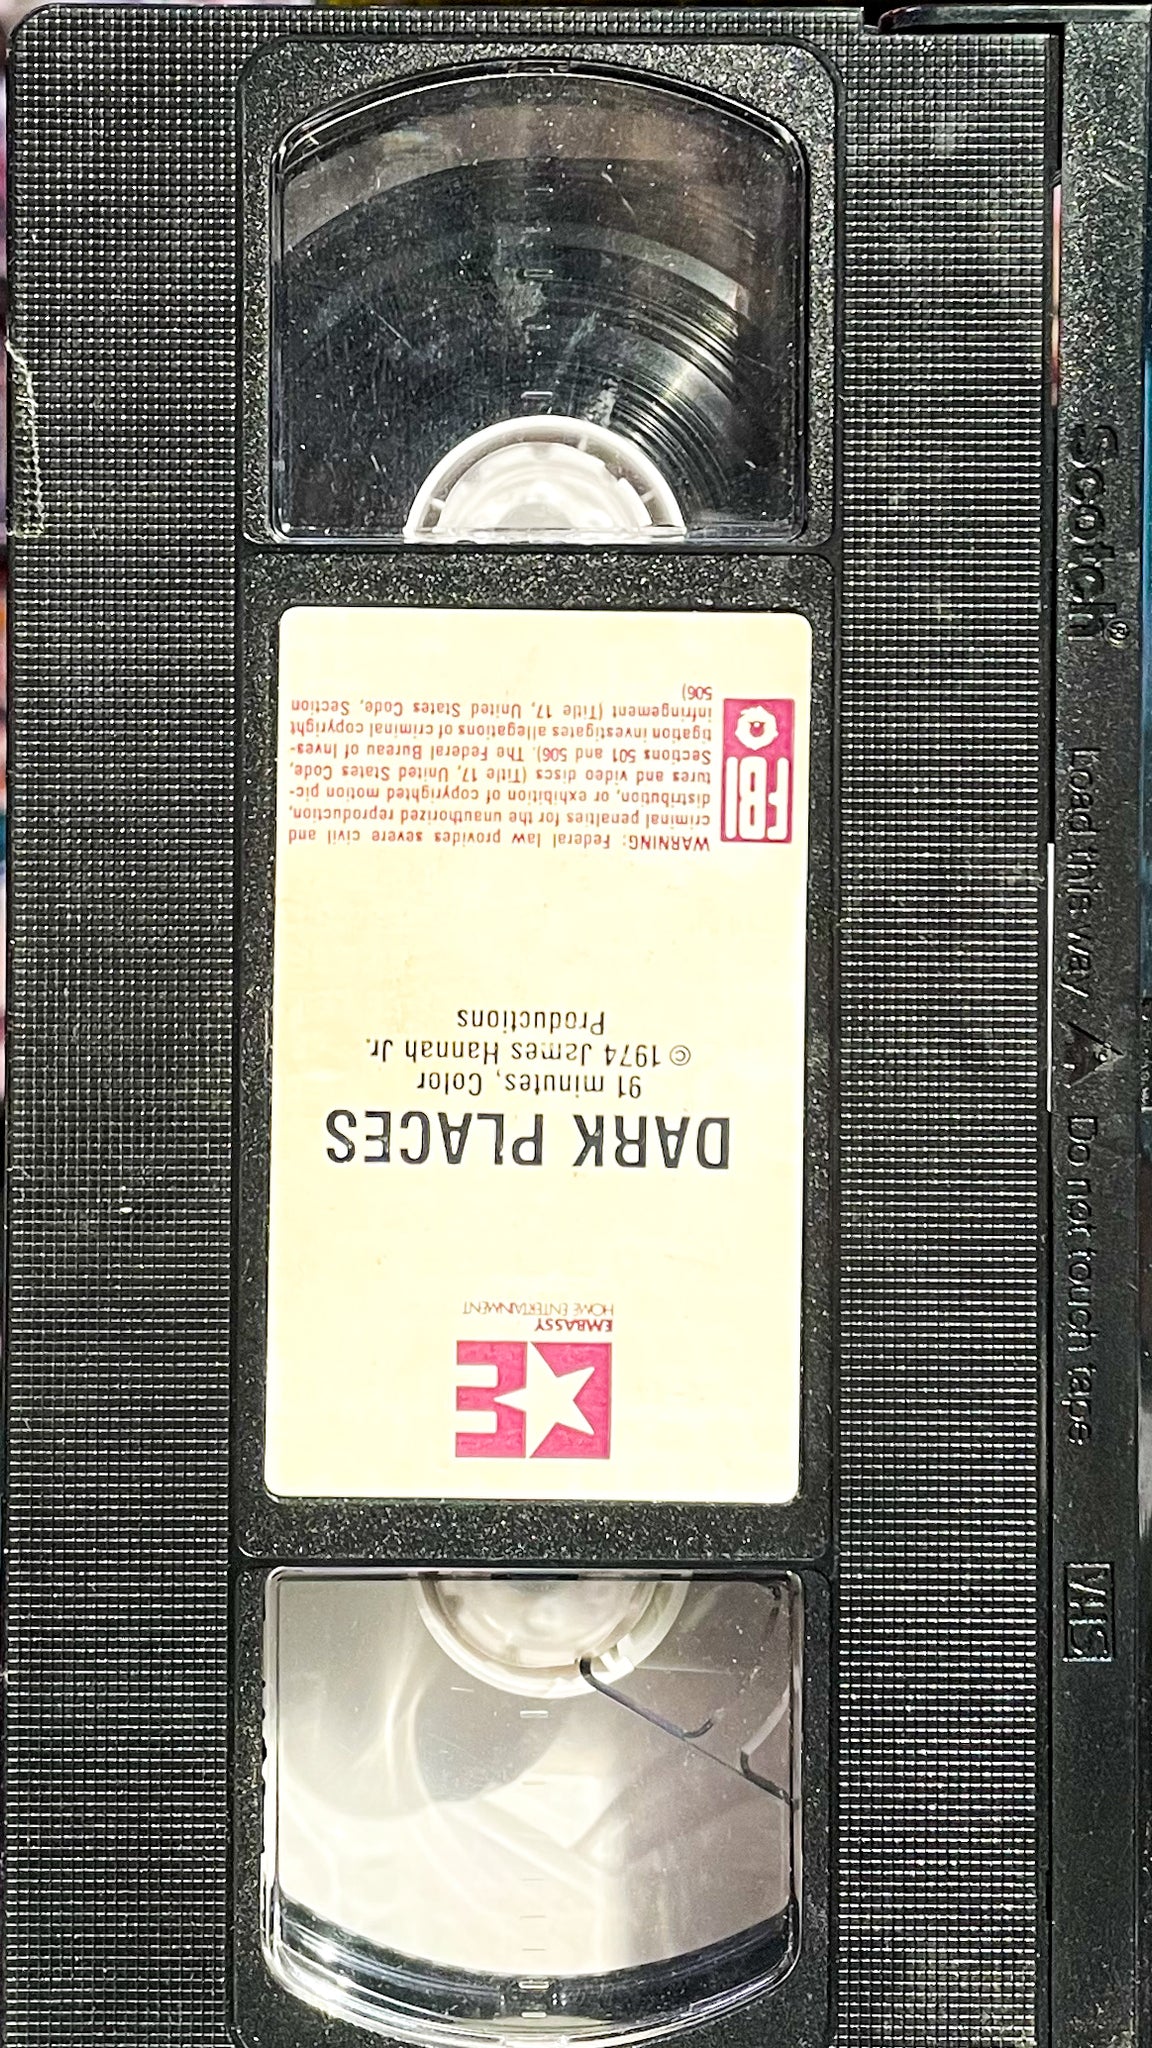 EMBASSY
HOME ENTERTAINMENT
DARK PLACES
91 minutes, Color
© 1974 James Hannah Jr.
Productions
FBI
WARNING: Federal law provides severe civil and
criminal penalties for the unauthorized reproduction,
distribution, or exhibition of copyrighted motion pic-
tures and video discs (Title 17, United States Code,
Sections 501 and 506). The Federal Bureau of Inves-
tigation investigates allegations of criminal copyright
infringement (Title 17, United States Code, Section
506)
Scotch® Load this way Do not touch tape VHS